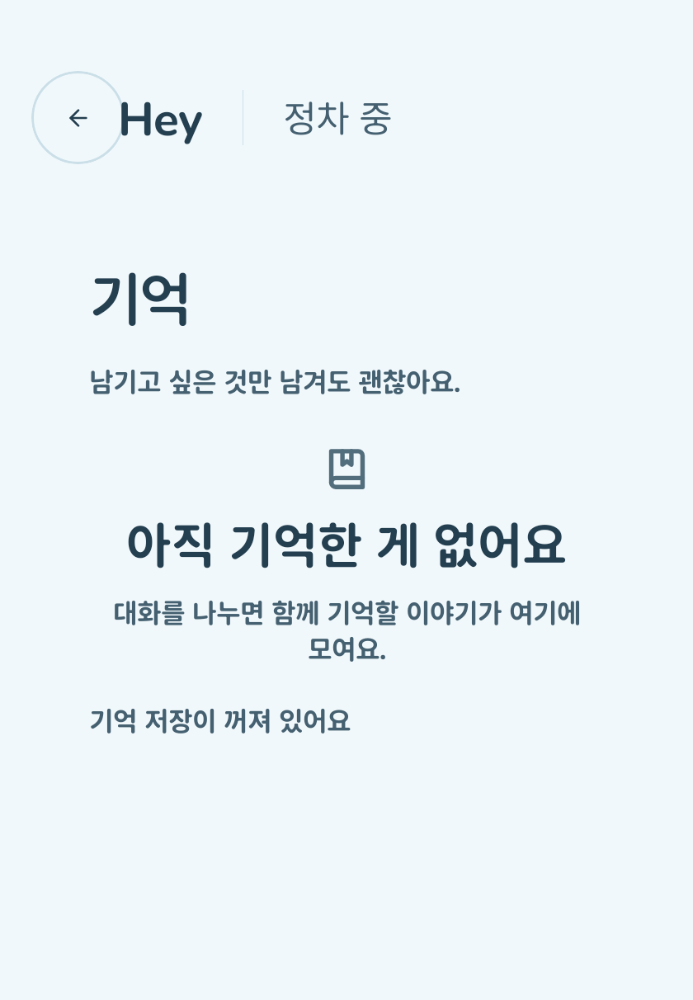 Hey
정차 중
기억
남기고 싶은 것만 남겨도 괜찮아요.
아직 기억한 게 없어요
대화를 나누면 함께 기억할 이야기가 여기에
모여요.
기억 저장이 꺼져 있어요